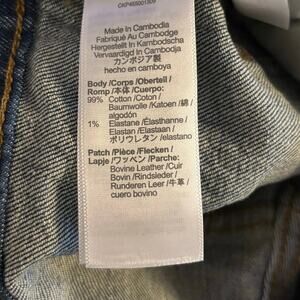 CKP455001309
Made in Cambodia
Fabriqué Au Cambodge
Hergestellt in Kambodscha
Vervaardigd in Cambodja
カンボジア製
hecho en camboya
Body /Corps /Oberteil /
Romp /本体 /Cuerpo:
99% Cotton /Coton /
Baumwolle /Katoen /綿 /
algodón
1% Elastane /Élasthanne /
Elastan /Elastaan /
ポリウレタン /elastano
Patch /Pièce /Flecken /
Lapje /ワッペン /Parche:
Bovine Leather /Cuir
Bovin /Rindsleder /
Runderen Leer /牛革 /
cuero bovino